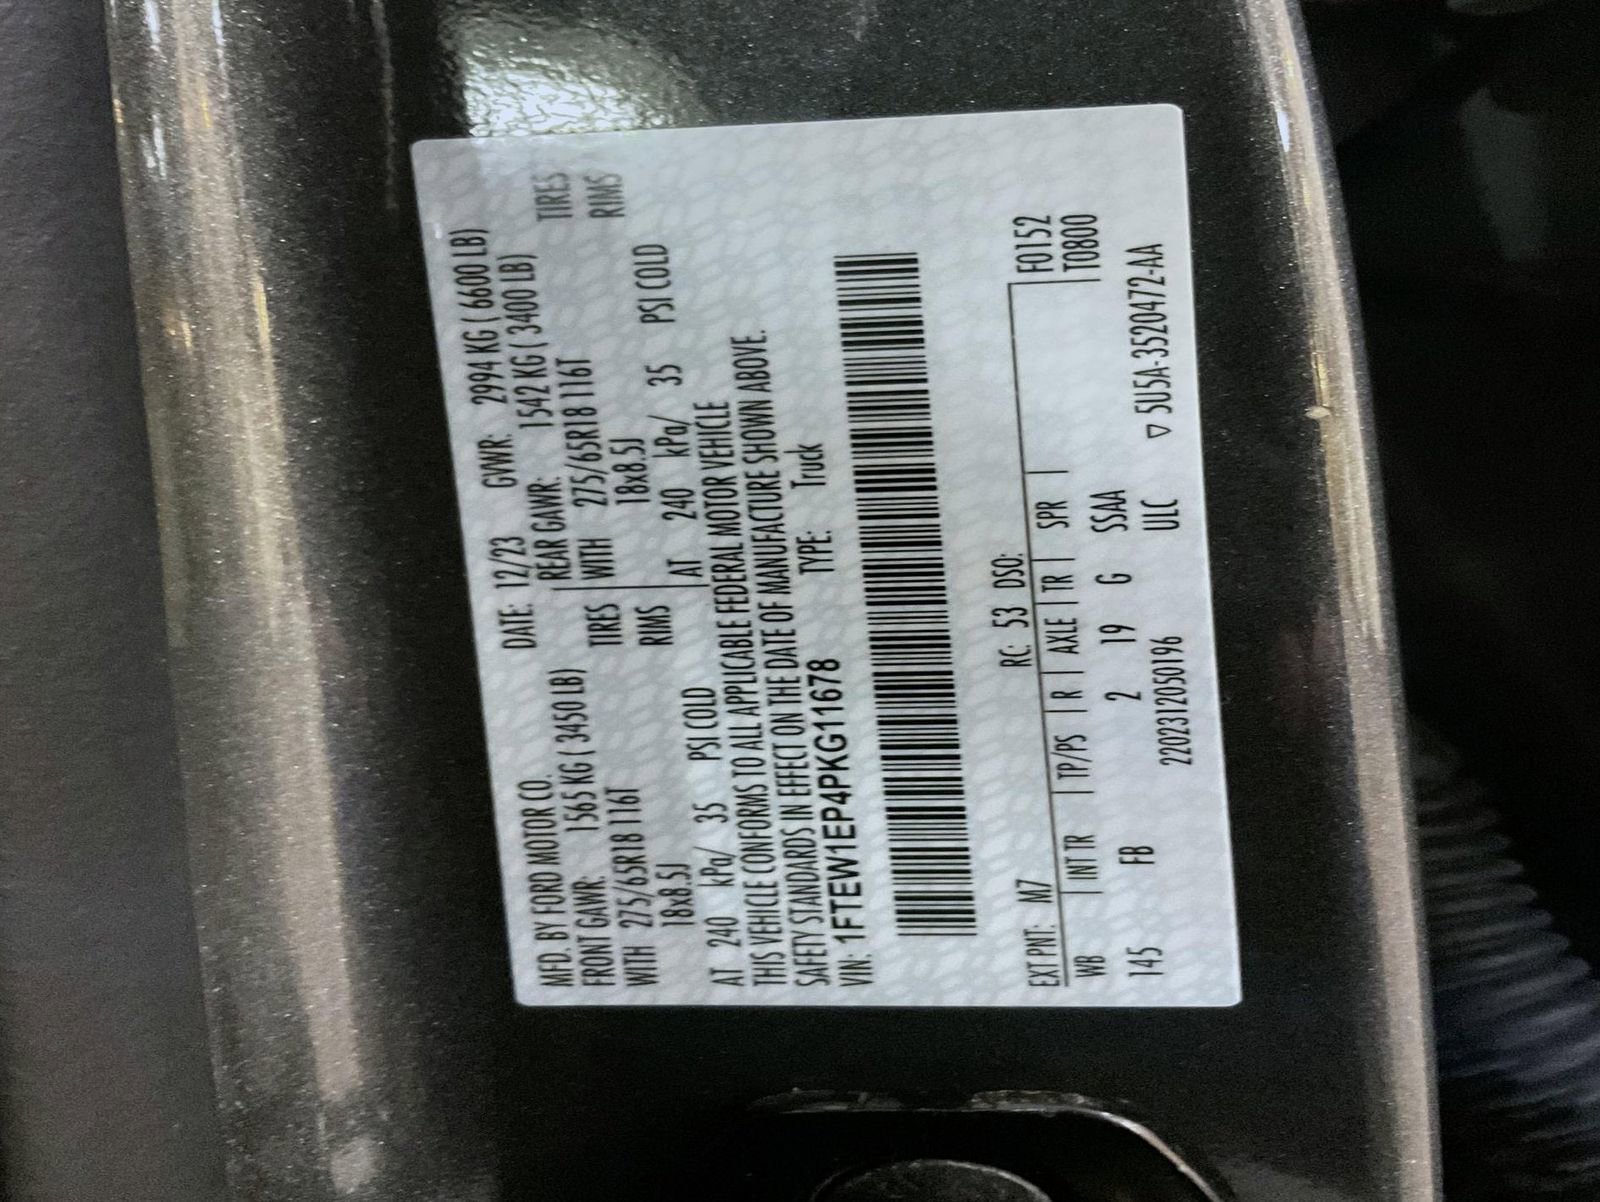 MFD. BY FORD MOTOR CO. DATE: 12/23 GVWR: 2994 KG ( 6600 LB)
FRONT GAWR: 1565 KG ( 3450 LB) REAR GAWR: 1542 KG ( 3400 LB)
WITH 275/65R18 116T TIRES WITH 275/65R18 116T TIRES
18x8.5J RIMS 18x8.5J RIMS
AT 240 kPa/ 35 PSI COLD AT 240 kPa/ 35 PSI COLD
THIS VEHICLE CONFORMS TO ALL APPLICABLE FEDERAL MOTOR VEHICLE
SAFETY STANDARDS IN EFFECT ON THE DATE OF MANUFACTURE SHOWN ABOVE.
VIN: 1FTEW1EP4PKG11678 TYPE: Truck
EXT PNT: M7 RC: 53 DSO: F0152
WB | INT TR | TP/PS | R | AXLE | TR | SPR | T0800
145 FB 2 19 G SSAA
2202312050196 ULC ▽ 5U5A-3520472-AA